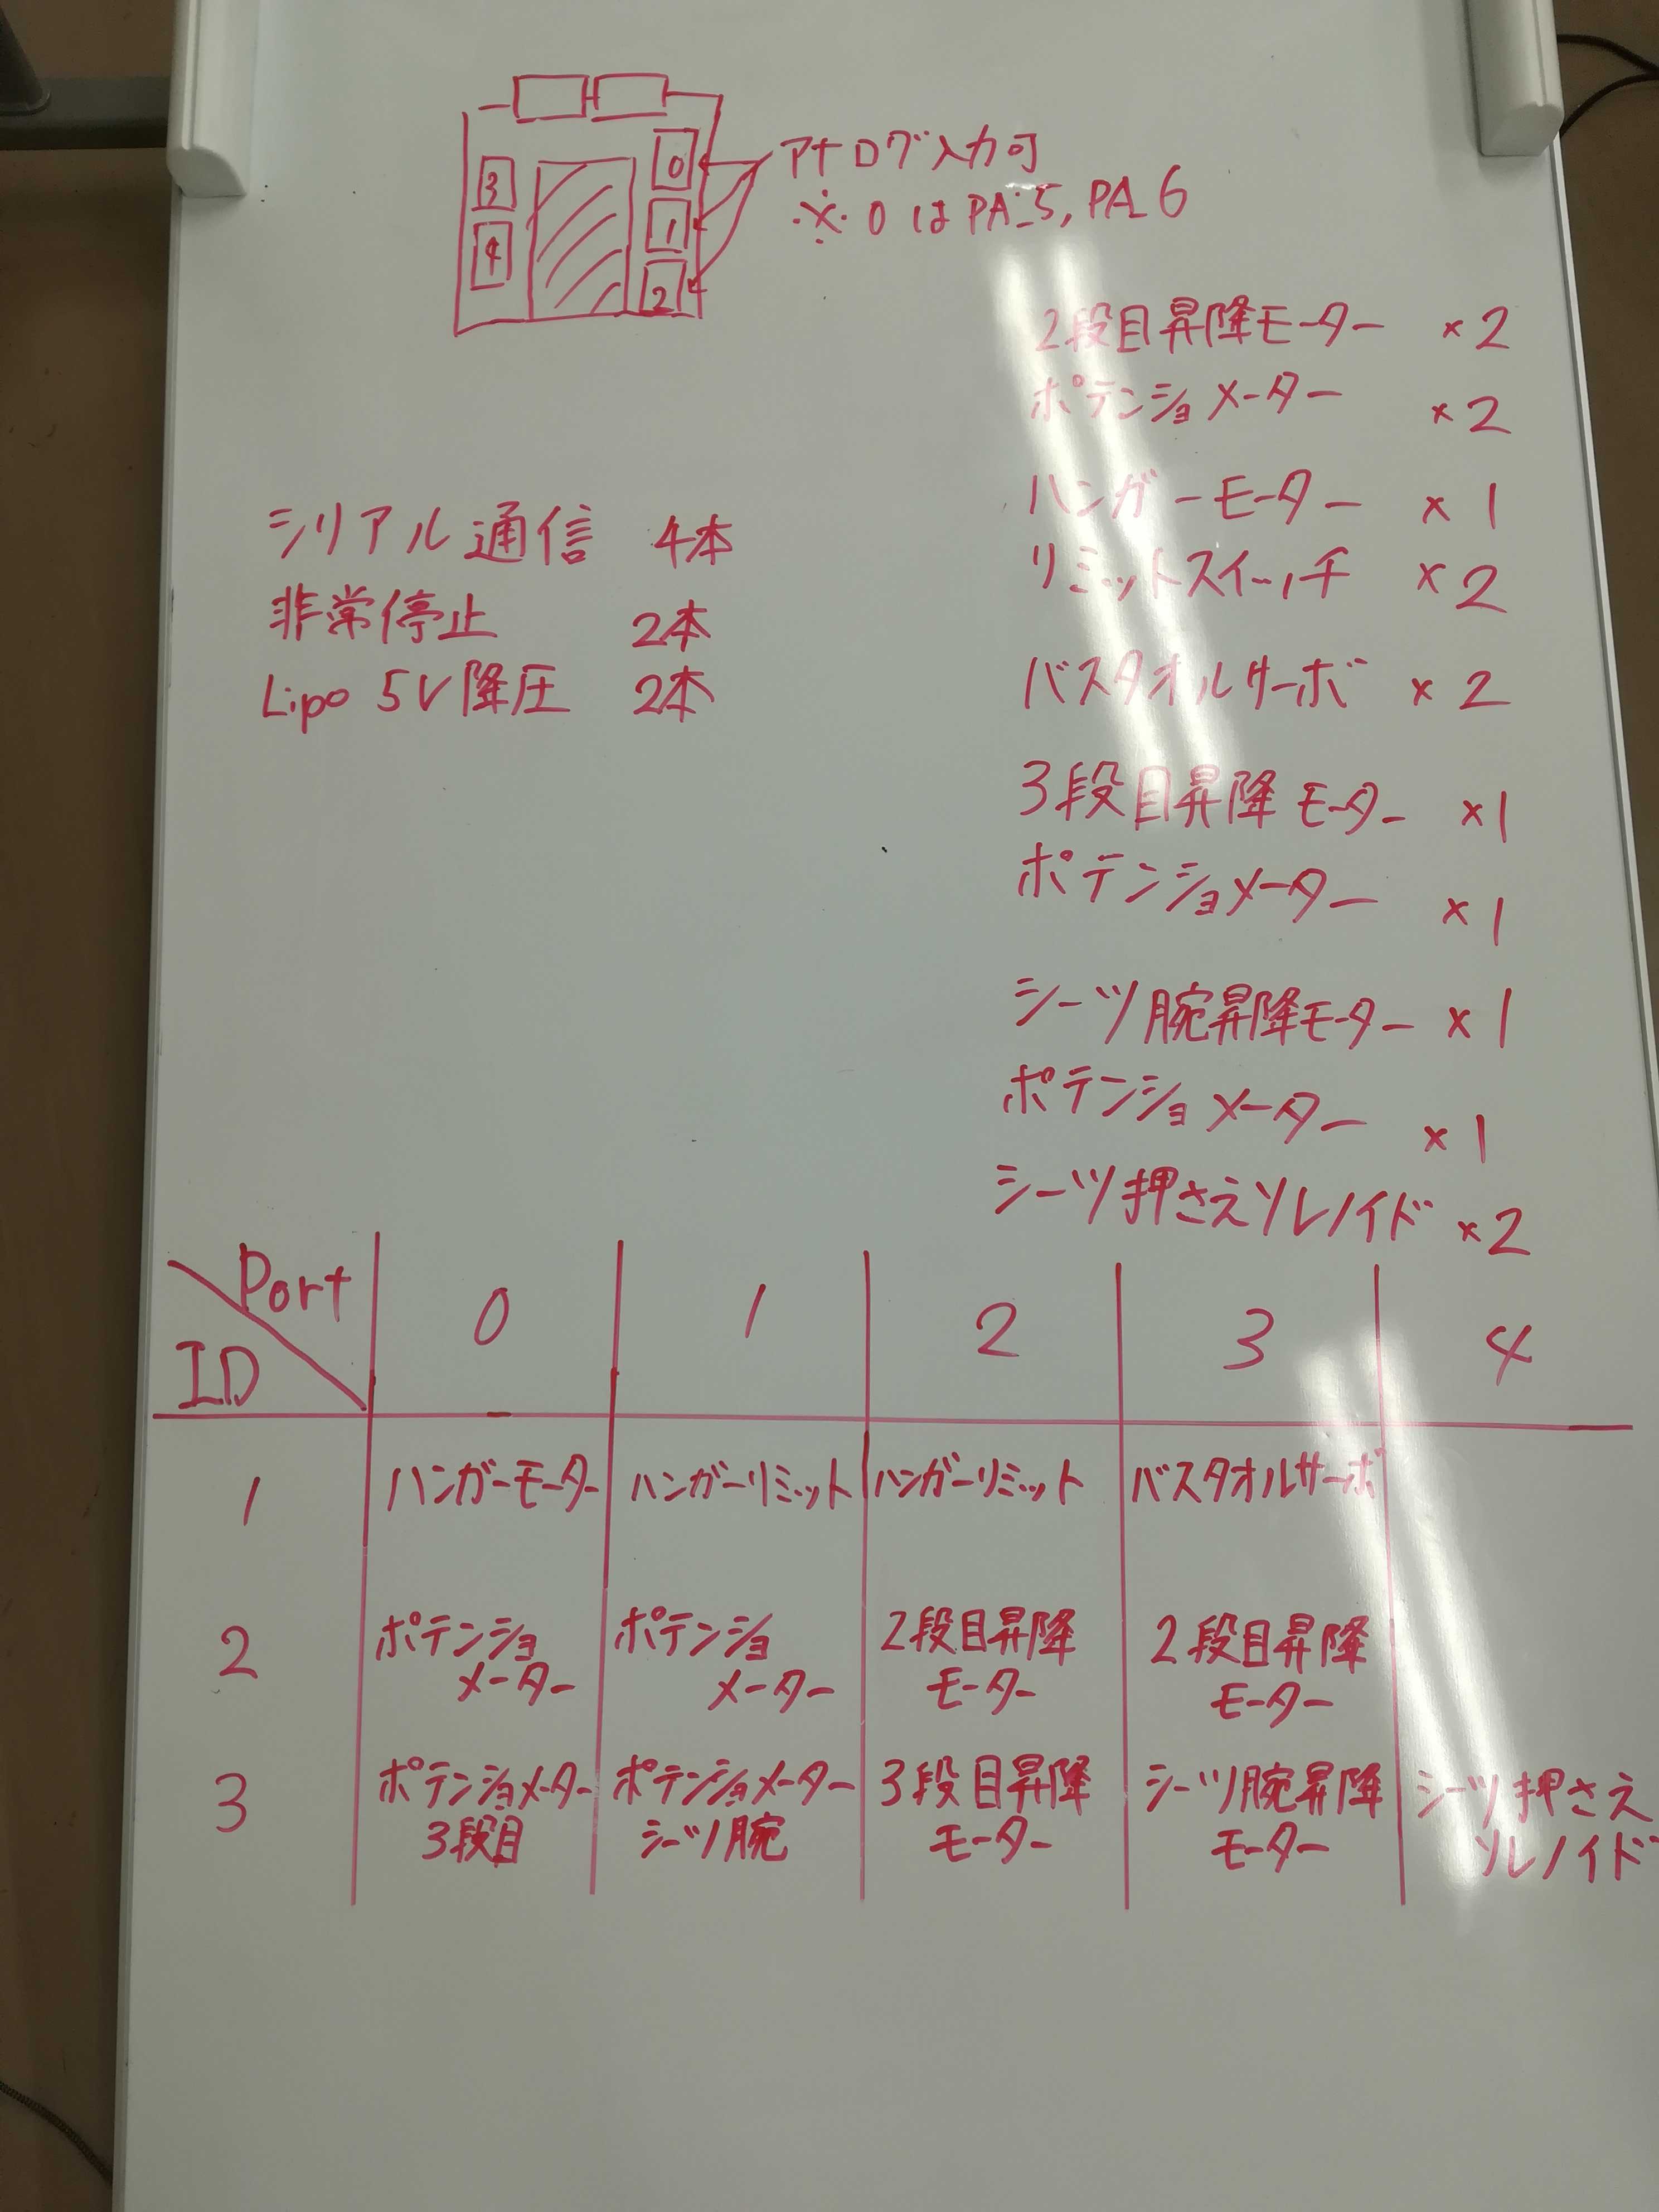 3
4
0
1
2
アナログ入力可
※ 0 は PA_5, PA_6
2段目昇降モーター ×2
ポテンショメーター ×2
ハンガーモーター ×1
リミットスイッチ ×2
バスタオルサーボ ×2
3段目昇降モーター ×1
ポテンショメーター ×1
シーツ腕昇降モーター ×1
ポテンショメーター ×1
シーツ押さえソレノイド ×2
シリアル通信 4本
非常停止 2本
Lipo 5V降圧 2本
Port 0 1 2 3 4
ID
1 ハンガーモーター ハンガーリミット ハンガーリミット バスタオルサーボ
2 ポテンショ ポテンショ 2段目昇降 2段目昇降
メーター メーター モーター モーター
3 ポテンショメーター ポテンショメーター 3段目昇降 シーツ腕昇降 シーツ押さえ
3段目 シーツ腕 モーター モーター ソレノイド